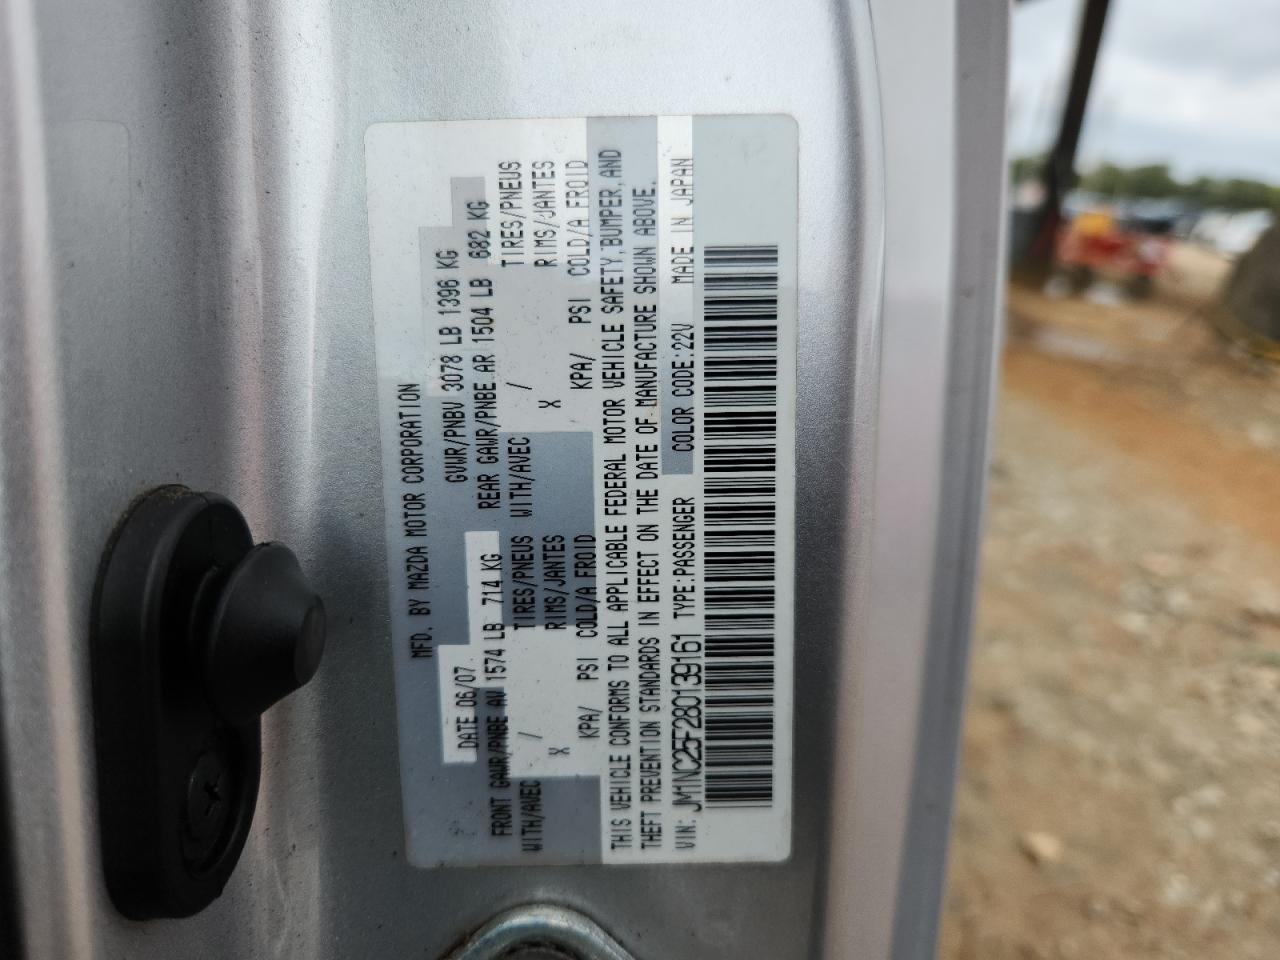 MFD. BY MAZDA MOTOR CORPORATION
DATE 06/07 GVWR/PNBV 3078 LB 1396 KG
FRONT GAWR/PNBE AV 1574 LB 714 KG REAR GAWR/PNBE AR 1504 LB 682 KG
WITH/AVEC / TIRES/PNEUS WITH/AVEC / TIRES/PNEUS
X RIMS/JANTES X RIMS/JANTES
KPA/ PSI COLD/A FROID KPA/ PSI COLD/A FROID
THIS VEHICLE CONFORMS TO ALL APPLICABLE FEDERAL MOTOR VEHICLE SAFETY, BUMPER, AND
THEFT PREVENTION STANDARDS IN EFFECT ON THE DATE OF MANUFACTURE SHOWN ABOVE.
VIN: JM1NC25F280139161 TYPE:PASSENGER COLOR CODE:22V MADE IN JAPAN